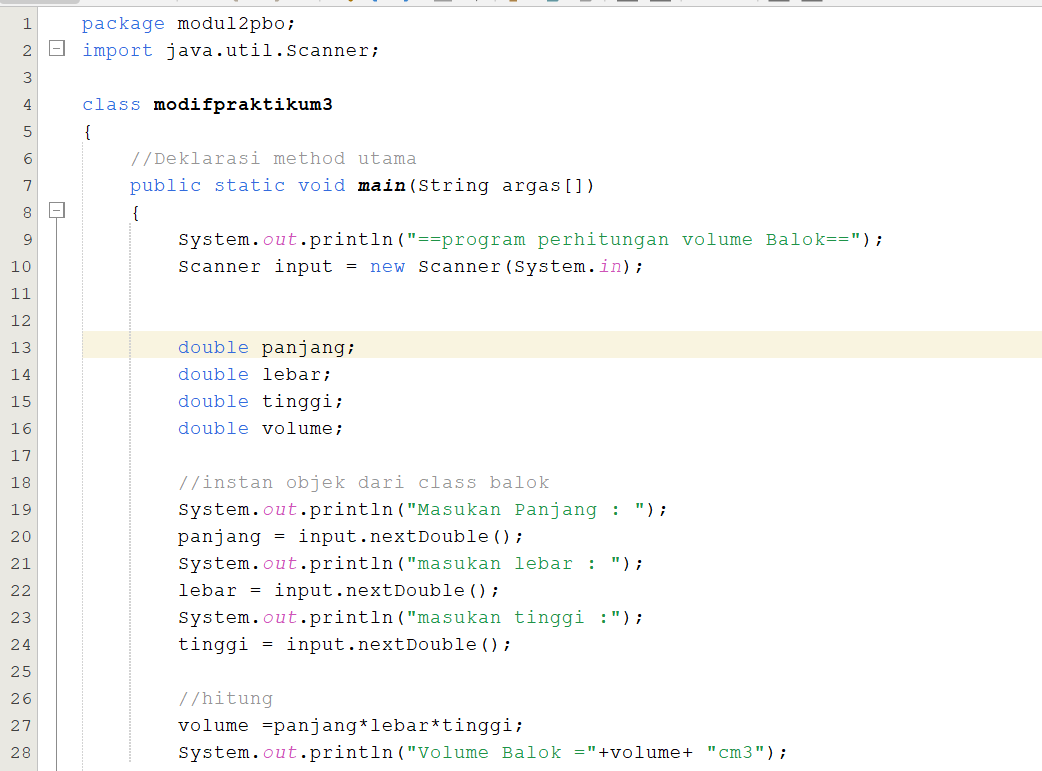 1 package modul2pbo;
2 import java.util.Scanner;
3
4 class modifpraktikum3
5 {
6 //Deklarasi method utama
7 public static void main(String argas[])
8 {
9 System.out.println("==program perhitungan volume Balok==");
10 Scanner input = new Scanner(System.in);
11
12
13 double panjang;
14 double lebar;
15 double tinggi;
16 double volume;
17
18 //instan objek dari class balok
19 System.out.println("Masukan Panjang : ");
20 panjang = input.nextDouble();
21 System.out.println("masukan lebar : ");
22 lebar = input.nextDouble();
23 System.out.println("masukan tinggi :");
24 tinggi = input.nextDouble();
25
26 //hitung
27 volume =panjang*lebar*tinggi;
28 System.out.println("Volume Balok ="+volume+ "cm3");